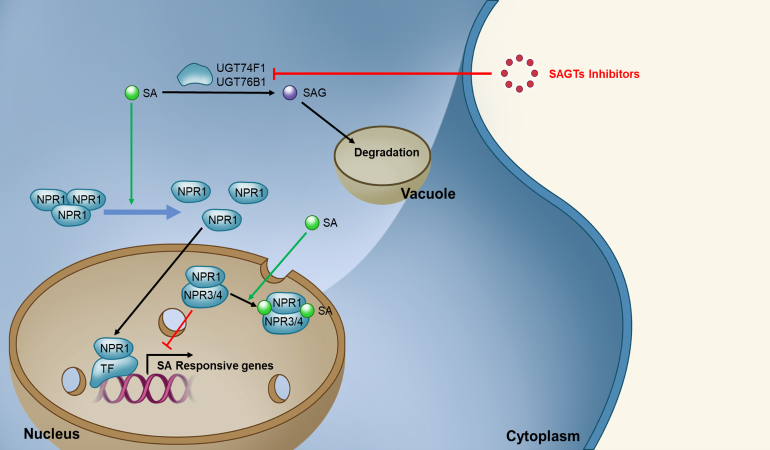 UGT74F1
UGT76B1
SAGTs Inhibitors
SA
SAG
Degradation
Vacuole
NPR1
NPR1
NPR1
NPR1
NPR1
NPR1
SA
NPR1
NPR3/4
NPR1
NPR3/4
SA
NPR1
TF
SA Responsive genes
Nucleus
Cytoplasm